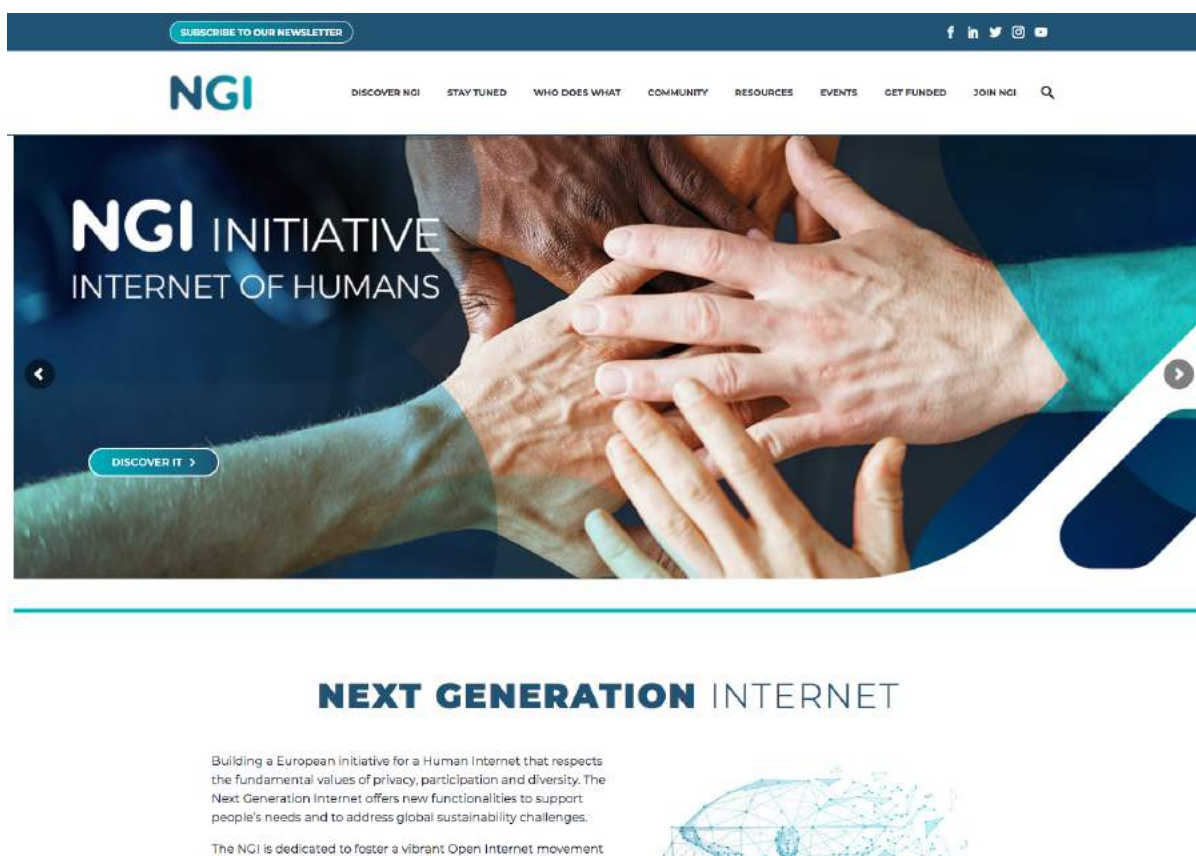 SUBSCRIBE TO OUR NEWSLETTER
NGI
DISCOVER NGI STAY TUNED WHO DOES WHAT COMMUNITY RESOURCES EVENTS GET FUNDED JOIN NGI
NGI INITIATIVE
INTERNET OF HUMANS
DISCOVER IT >
NEXT GENERATION INTERNET
Building a European initiative for a Human Internet that respects
the fundamental values of privacy, participation and diversity. The
Next Generation Internet offers new functionalities to support
people's needs and to address global sustainability challenges.
The NGI is dedicated to foster a vibrant Open Internet movement